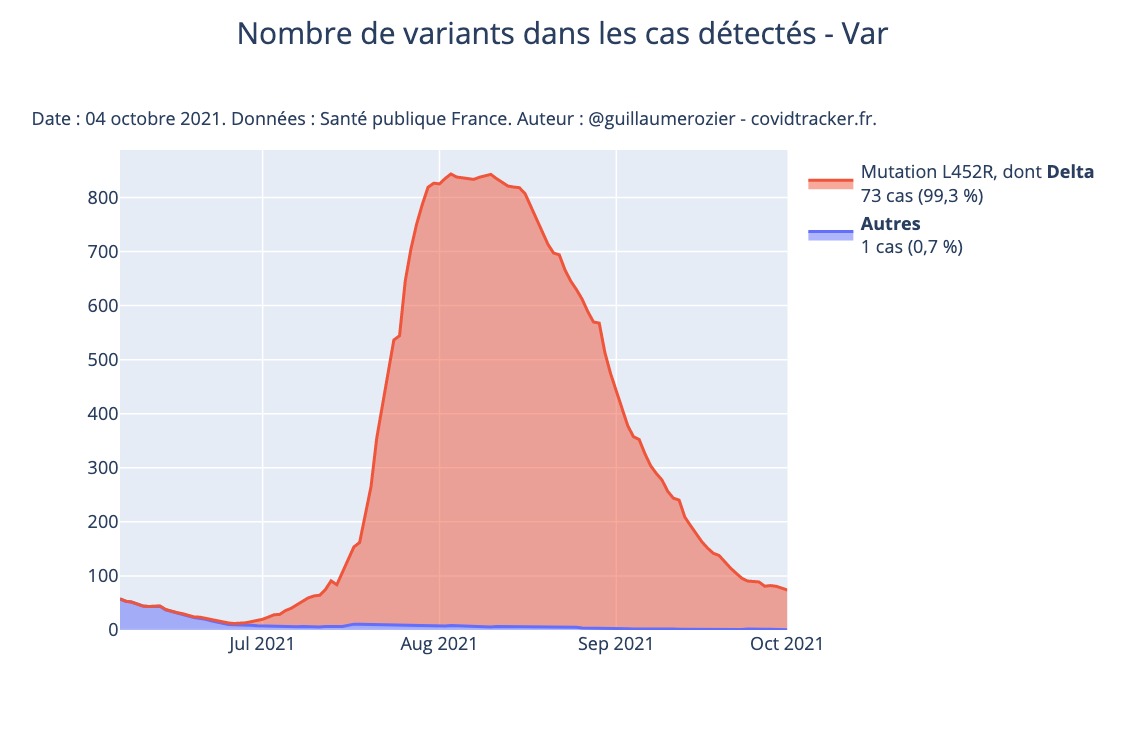 Nombre de variants dans les cas détectés - Var
Date : 04 octobre 2021. Données : Santé publique France. Auteur : @guillaumerozier - covidtracker.fr.
Mutation L452R, dont Delta
73 cas (99,3 %)
Autres
1 cas (0,7 %)
800
700
600
500
400
300
200
100
0
Jul 2021 Aug 2021 Sep 2021 Oct 2021